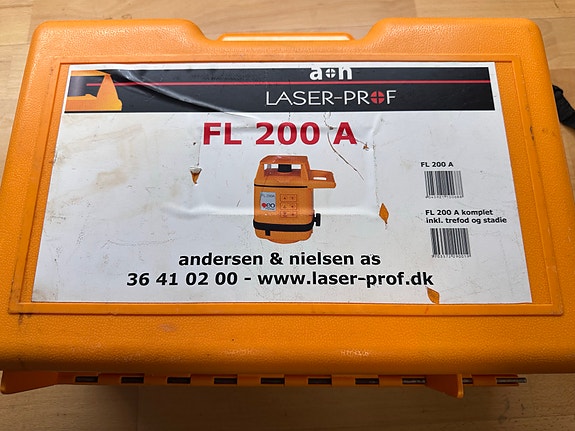 a+n
LASER-PROF
FL 200 A
FL 200 A
FL 200 A komplet
inkl. trefod og stadie
andersen & nielsen as
36 41 02 00 - www.laser-prof.dk